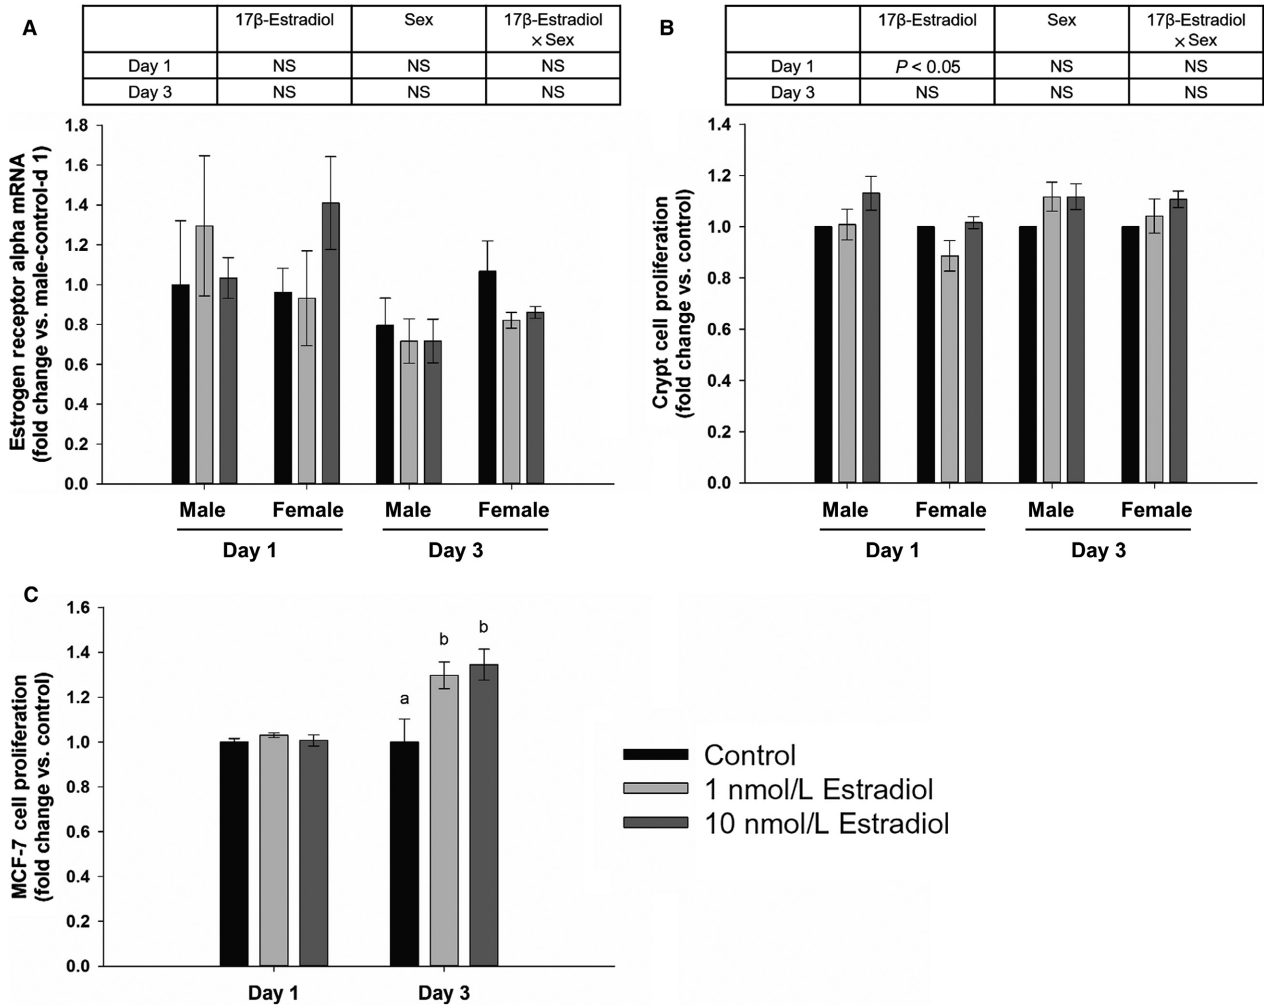 A
17β-Estradiol Sex 17β-Estradiol
× Sex
Day 1 NS NS NS
Day 3 NS NS NS
Estrogen receptor alpha mRNA
(fold change vs. male-control-d 1)
1.8
1.6
1.4
1.2
1.0
0.8
0.6
0.4
0.2
0.0
Male Female Male Female
Day 1 Day 3
B
17β-Estradiol Sex 17β-Estradiol
× Sex
Day 1 P < 0.05 NS NS
Day 3 NS NS NS
Crypt cell proliferation
(fold change vs. control)
1.4
1.2
1.0
0.8
0.6
0.4
0.2
0.0
Male Female Male Female
Day 1 Day 3
C
MCF-7 cell proliferation
(fold change vs. control)
1.6
1.4
1.2
1.0
0.8
0.6
0.4
0.2
0.0
a b b
Day 1 Day 3
Control
1 nmol/L Estradiol
10 nmol/L Estradiol